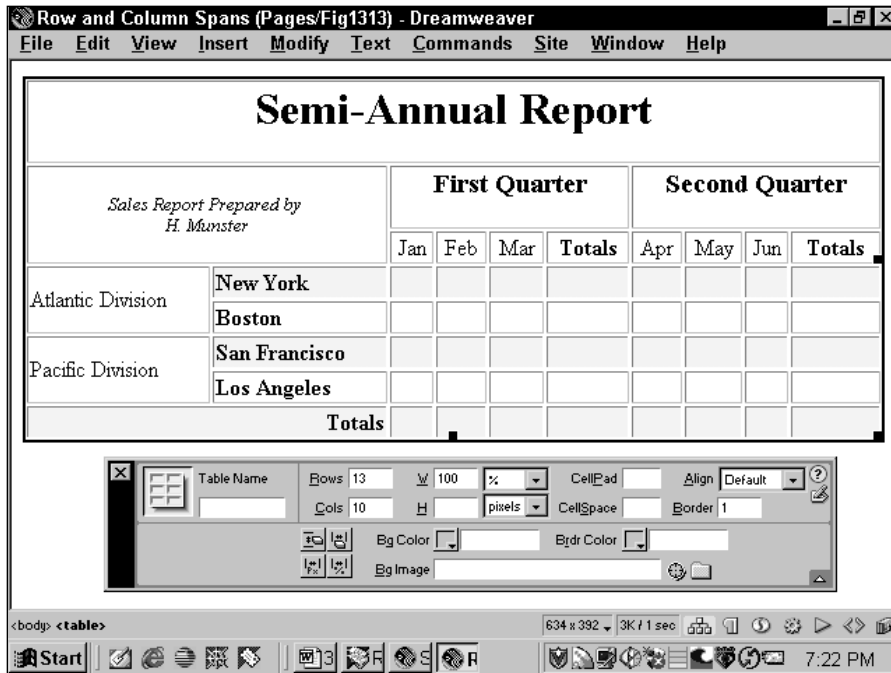 Row and Column Spans (Pages/Fig1313) - Dreamweaver
File Edit View Insert Modify Text Commands Site Window Help
Semi-Annual Report
Sales Report Prepared by
H. Munster
First Quarter Second Quarter
Jan Feb Mar Totals Apr May Jun Totals
Atlantic Division
New York
Boston
Pacific Division
San Francisco
Los Angeles
Totals
Table Name Rows 13 W 100 % CellPad Align Default
Cols 10 H pixels CellSpace Border 1
Bg Color Brdr Color
Bg Image
<body> <table> 634 x 392 3K / 1 sec
Start 3 F S F 7:22 PM